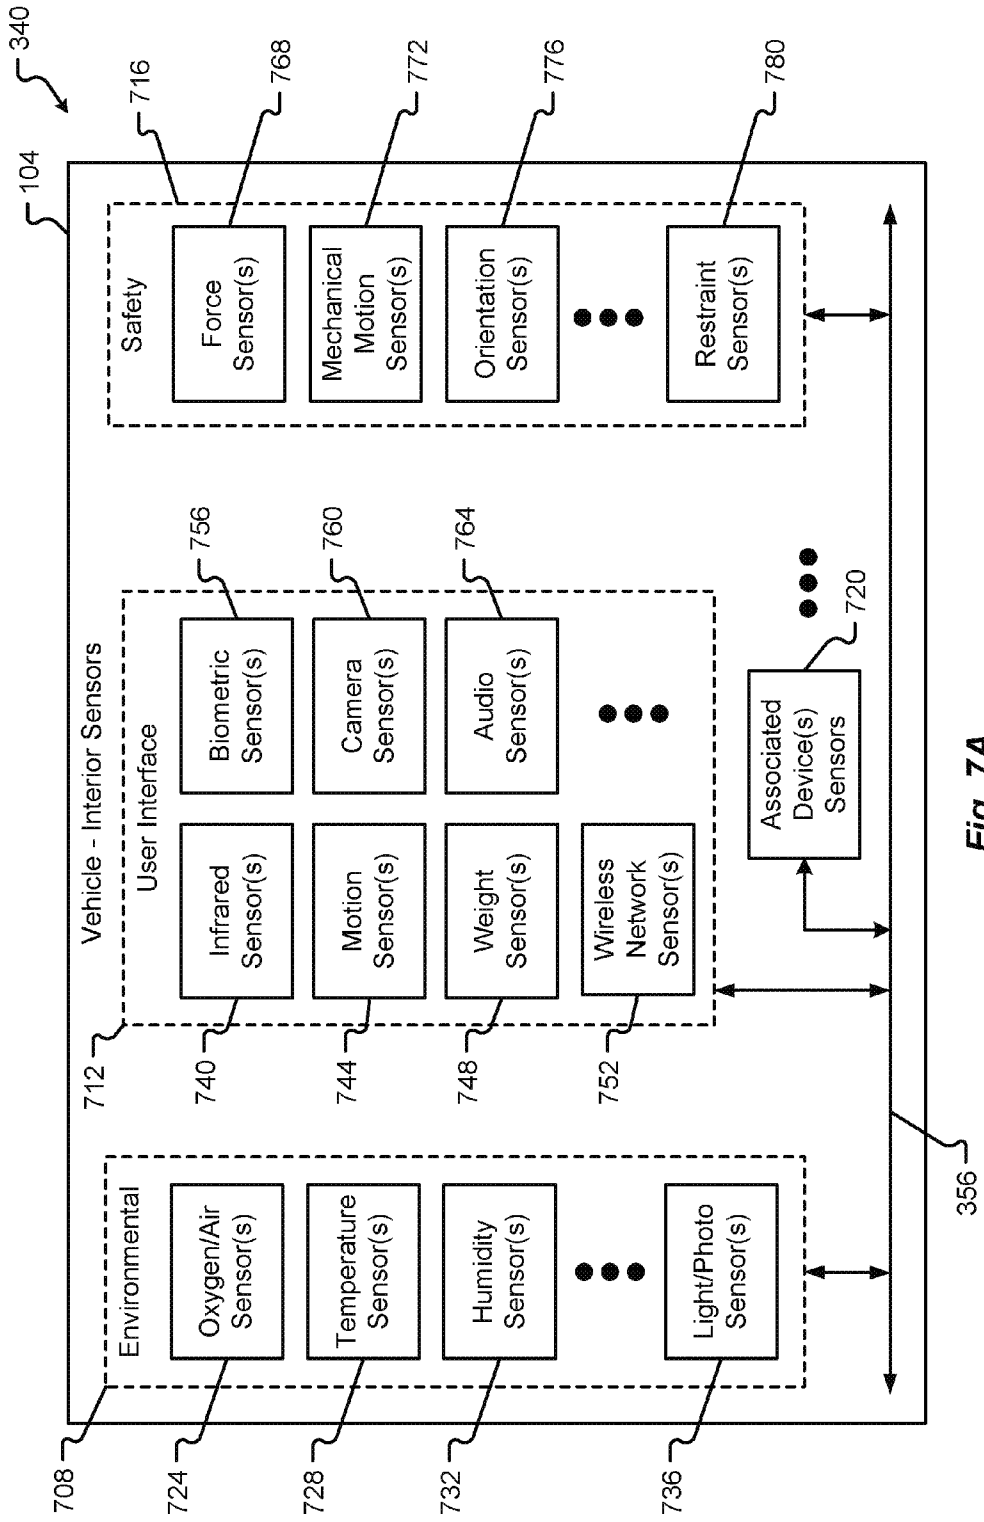 340
104
Vehicle - Interior Sensors
708
Environmental
724
Oxygen/Air
Sensor(s)
728
Temperature
Sensor(s)
732
Humidity
Sensor(s)
736
Light/Photo
Sensor(s)
712
User Interface
740
Infrared
Sensor(s)
756
Biometric
Sensor(s)
744
Motion
Sensor(s)
760
Camera
Sensor(s)
748
Weight
Sensor(s)
764
Audio
Sensor(s)
752
Wireless
Network
Sensor(s)
716
Safety
768
Force
Sensor(s)
772
Mechanical
Motion
Sensor(s)
776
Orientation
Sensor(s)
780
Restraint
Sensor(s)
720
Associated
Device(s)
Sensors
356
Fig. 7A